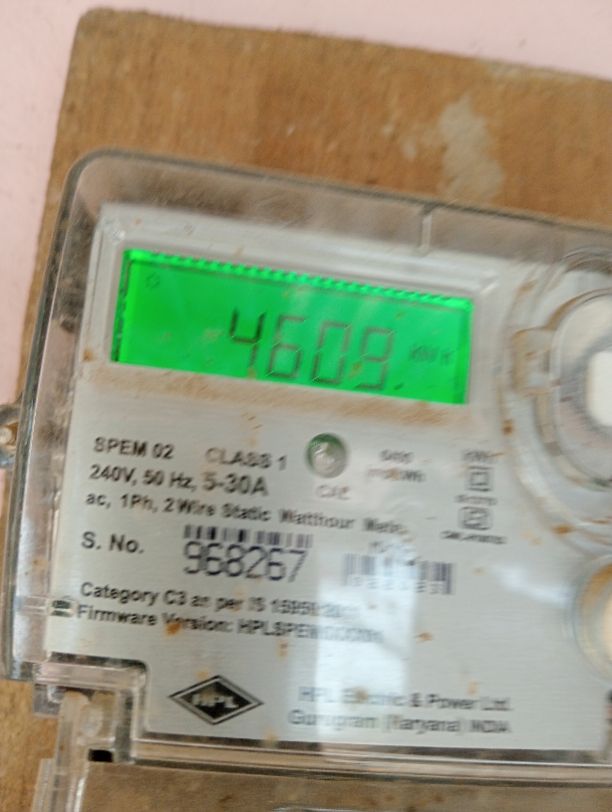 4609 kWh
SPEM 02 CLASS 1
240V, 50 Hz, 5-30A
CAL
ac, 1Ph, 2 Wire Static Watthour Meter
S. No. 968267
Category C3 as per IS
Firmware Version:
HPL
HPL Electric & Power Ltd.
Gurugram (Haryana) INDIA